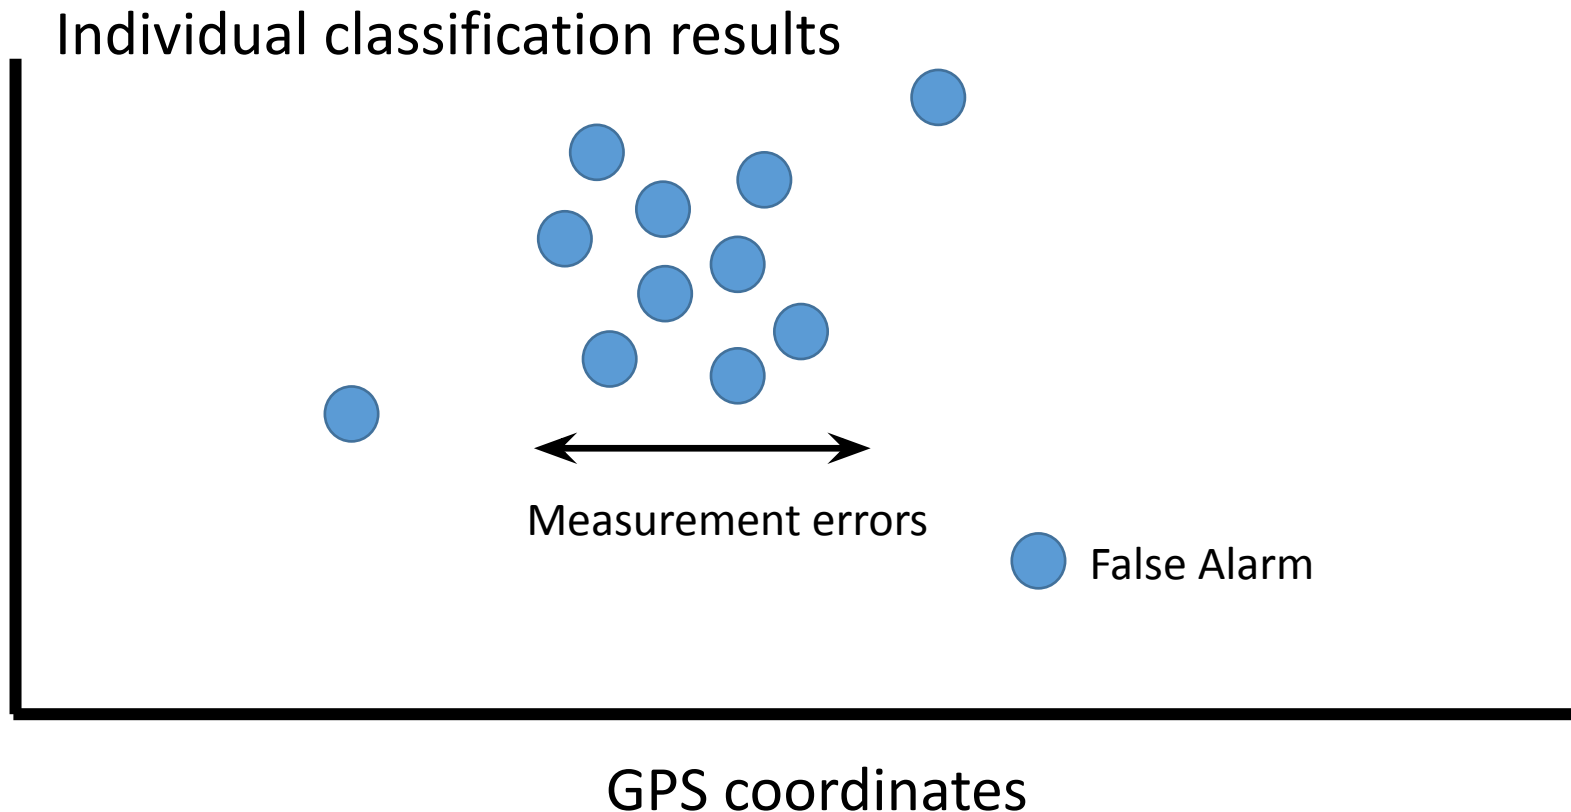 Individual classification results
Measurement errors
False Alarm
GPS coordinates